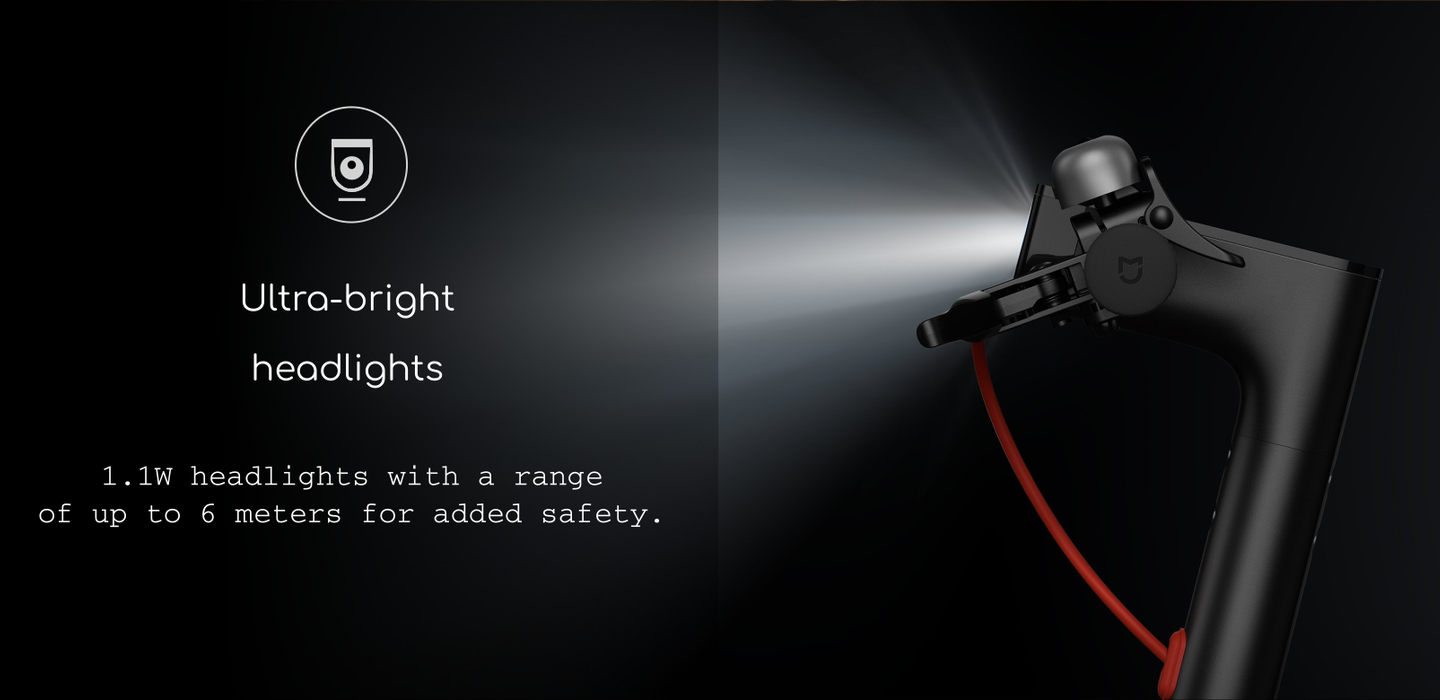 Ultra-bright
headlights
1.1W headlights with a range
of up to 6 meters for added safety.